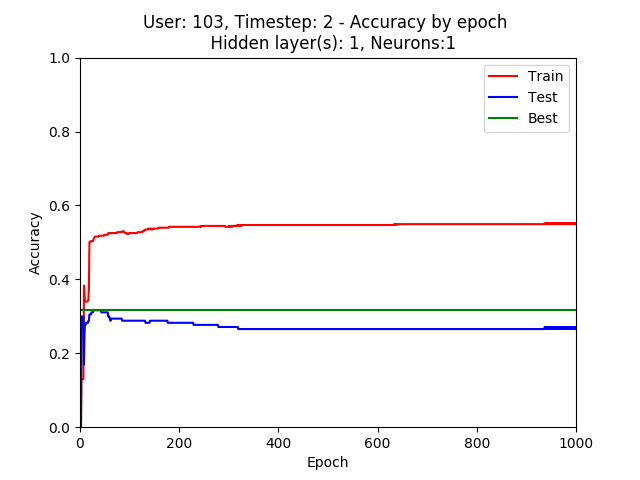 User: 103, Timestep: 2 - Accuracy by epoch
Hidden layer(s): 1, Neurons:1
1.0
0.8
0.6
0.4
0.2
0.0
Accuracy
Train
Test
Best
0 200 400 600 800 1000
Epoch